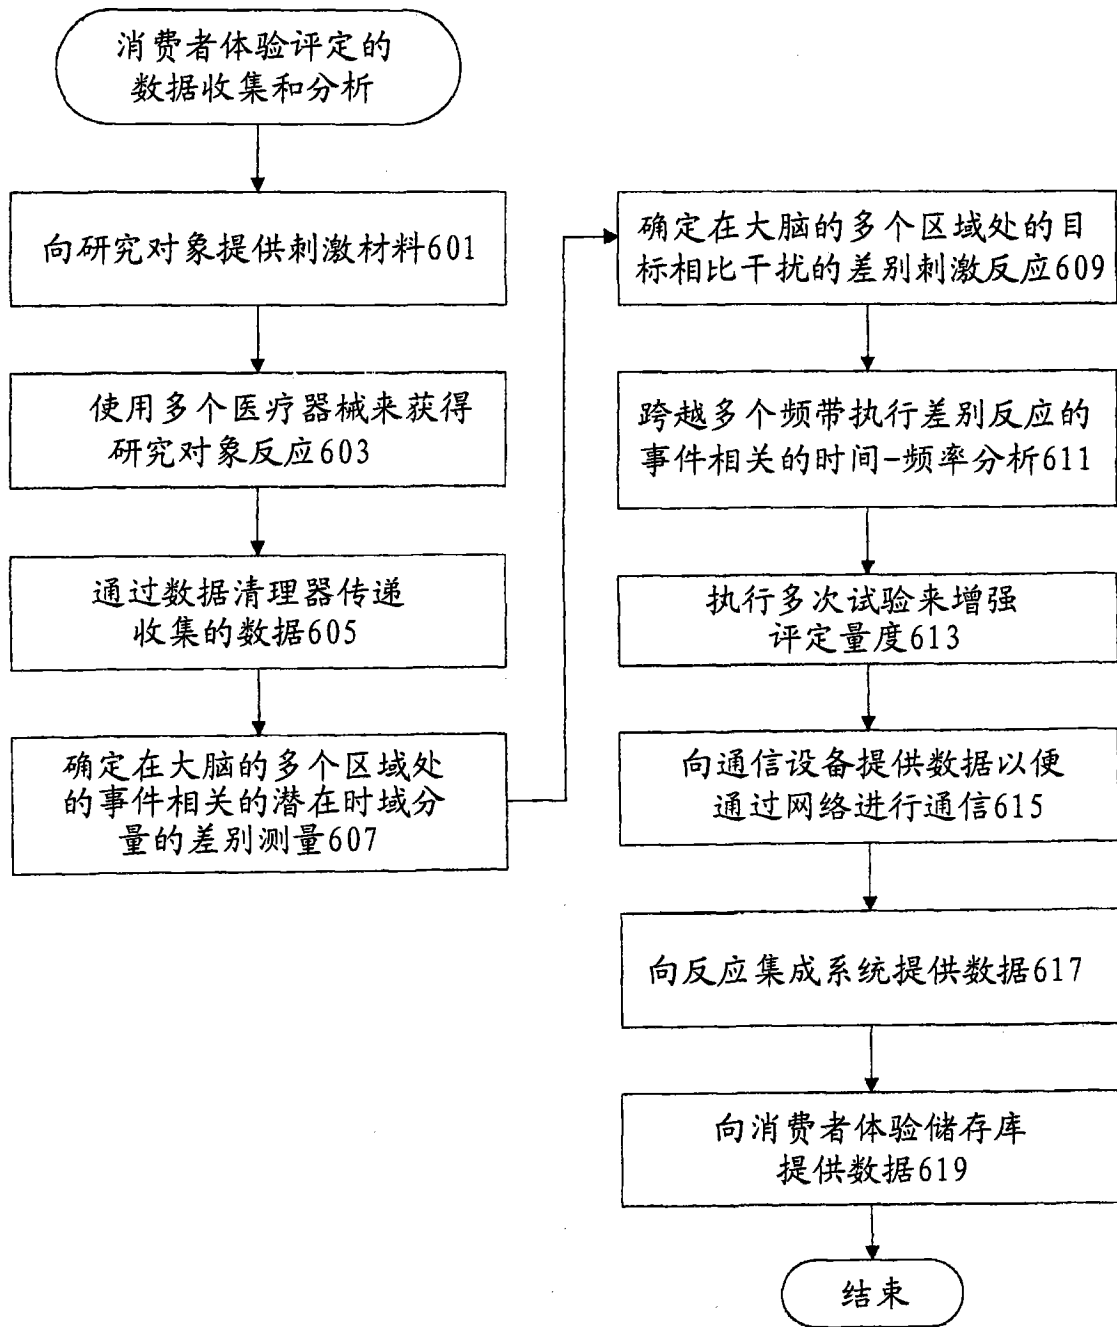 消费者体验评定的
数据收集和分析
向研究对象提供刺激材料601
使用多个医疗器械来获得
研究对象反应603
通过数据清理器传递
收集的数据605
确定在大脑的多个区域处
的事件相关的潜在时域分
量的差别测量607
确定在大脑的多个区域处的目
标相比干扰的差别刺激反应609
跨越多个频带执行差别反应的
事件相关的时间-频率分析611
执行多次试验来增强
评定量度613
向通信设备提供数据以便
通过网络进行通信615
向反应集成系统提供数据617
向消费者体验储存库
提供数据619
结束